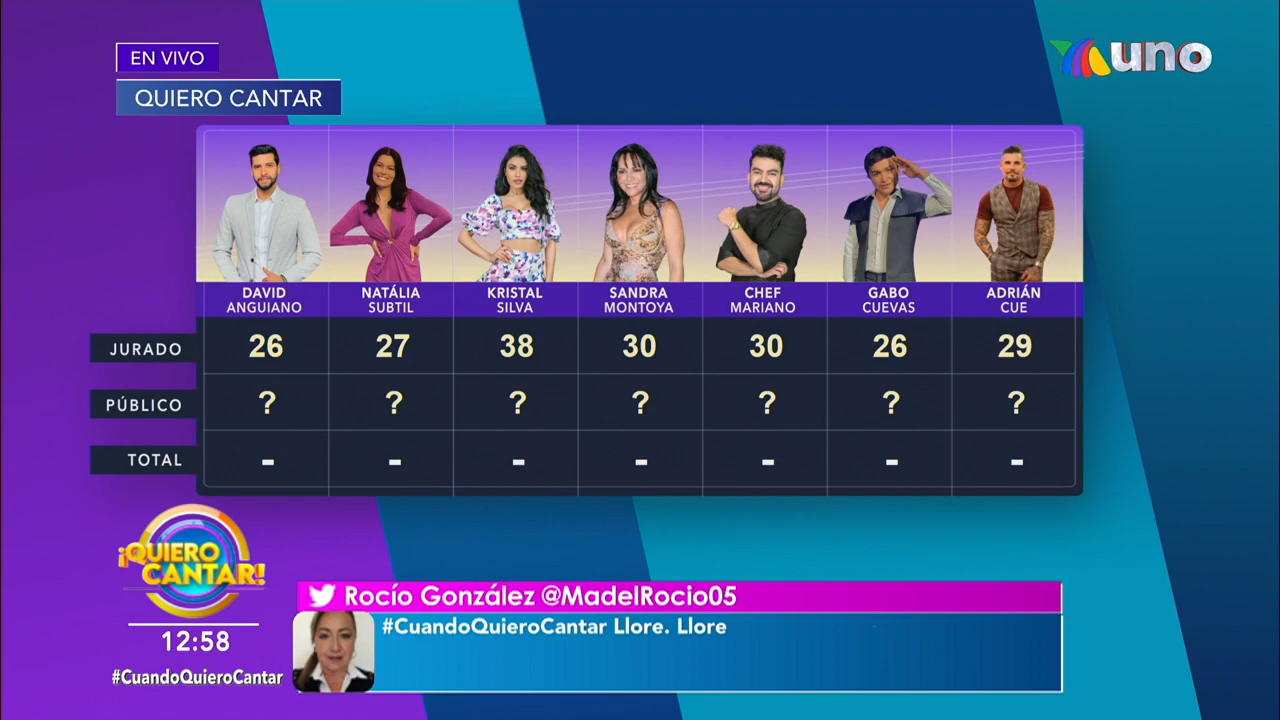 EN VIVO
uno
QUIERO CANTAR
DAVID
ANGUIANO
NATÁLIA
SUBTIL
KRISTAL
SILVA
SANDRA
MONTOYA
CHEF
MARIANO
GABO
CUEVAS
ADRIÁN
CUE
JURADO 26 27 38 30 30 26 29
PÚBLICO ? ? ? ? ? ? ?
TOTAL - - - - - - -
¡QUIERO
CANTAR!
12:58
#CuandoQuieroCantar
Rocío González @MadelRocio05
#CuandoQuieroCantar Llore. Llore